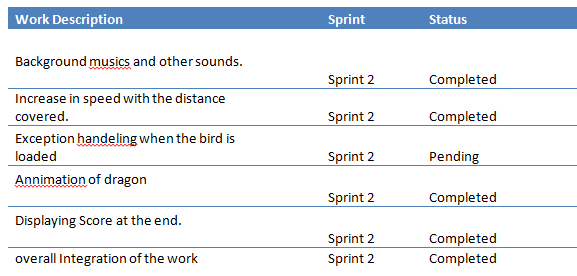 Work Description Sprint Status
Background musics and other sounds.
Sprint 2 Completed
Increase in speed with the distance
covered. Sprint 2 Completed
Exception handeling when the bird is
loaded Sprint 2 Pending
Annimation of dragon
Sprint 2 Completed
Displaying Score at the end.
Sprint 2 Completed
overall Integration of the work Sprint 2 Completed